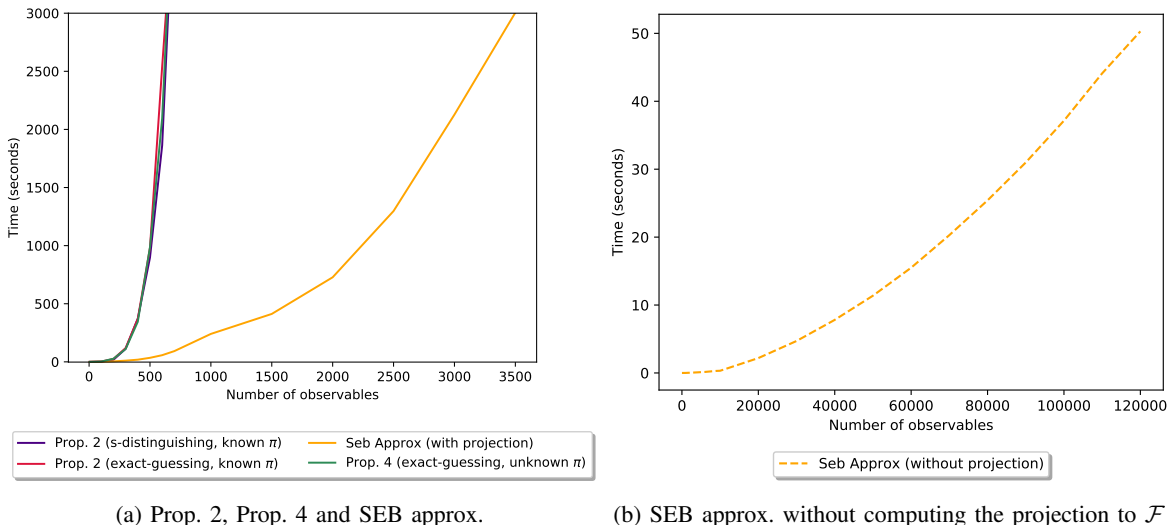 3000
2500
2000
1500
1000
500
0
Time (seconds)
0 500 1000 1500 2000 2500 3000 3500
Number of observables
Prop. 2 (s-distinguishing, known π)
Prop. 2 (exact-guessing, known π)
Seb Approx (with projection)
Prop. 4 (exact-guessing, unknown π)
(a) Prop. 2, Prop. 4 and SEB approx.
50
40
30
20
10
0
Time (seconds)
0 20000 40000 60000 80000 100000 120000
Number of observables
Seb Approx (without projection)
(b) SEB approx. without computing the projection to ℱ